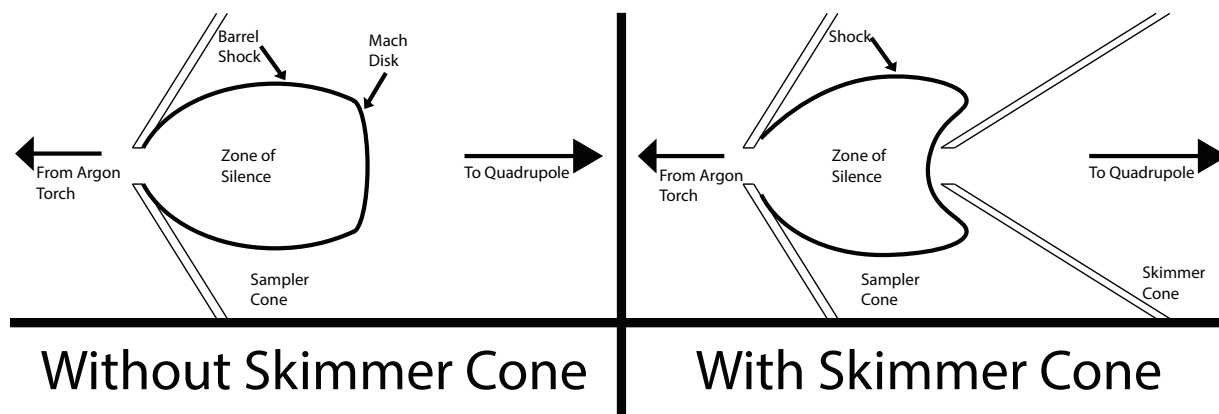 Barrel
Shock
Mach
Disk
Zone of
Silence
From Argon
Torch
To Quadrupole
Sampler
Cone
Without Skimmer Cone
Shock
Zone of
Silence
From Argon
Torch
To Quadrupole
Sampler
Cone
Skimmer
Cone
With Skimmer Cone